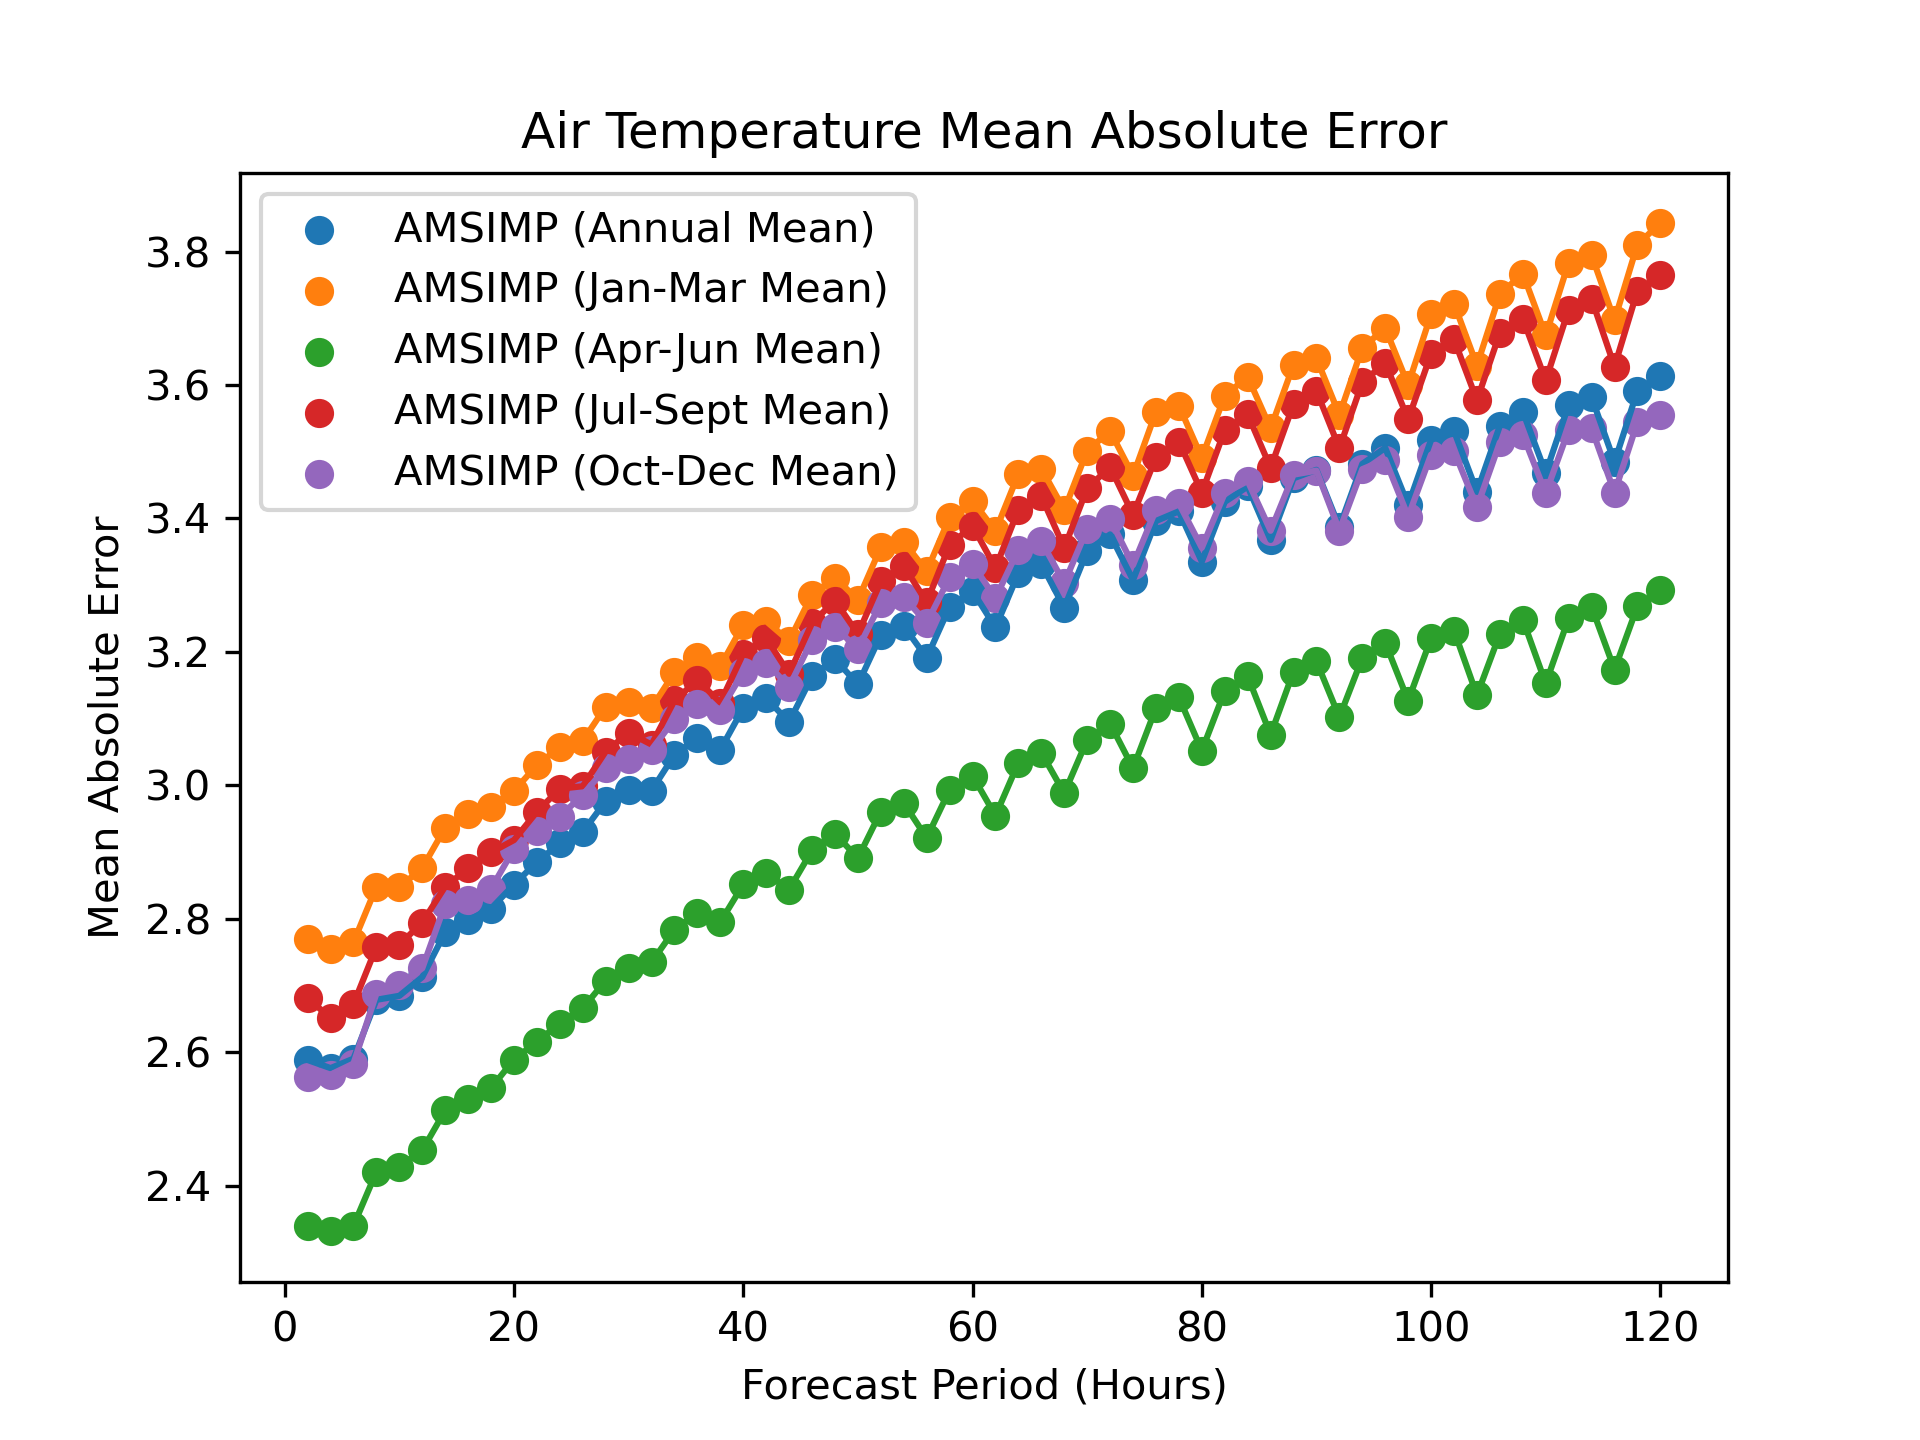 Air Temperature Mean Absolute Error
AMSIMP (Annual Mean)
AMSIMP (Jan-Mar Mean)
AMSIMP (Apr-Jun Mean)
AMSIMP (Jul-Sept Mean)
AMSIMP (Oct-Dec Mean)
Mean Absolute Error
3.8
3.6
3.4
3.2
3.0
2.8
2.6
2.4
0 20 40 60 80 100 120
Forecast Period (Hours)